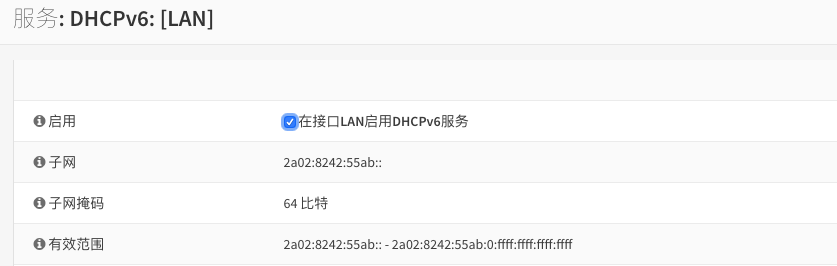 服务: DHCPv6: [LAN]
启用 在接口LAN启用DHCPv6服务
子网 2a02:8242:55ab::
子网掩码 64 比特
有效范围 2a02:8242:55ab:: - 2a02:8242:55ab:0:ffff:ffff:ffff:ffff